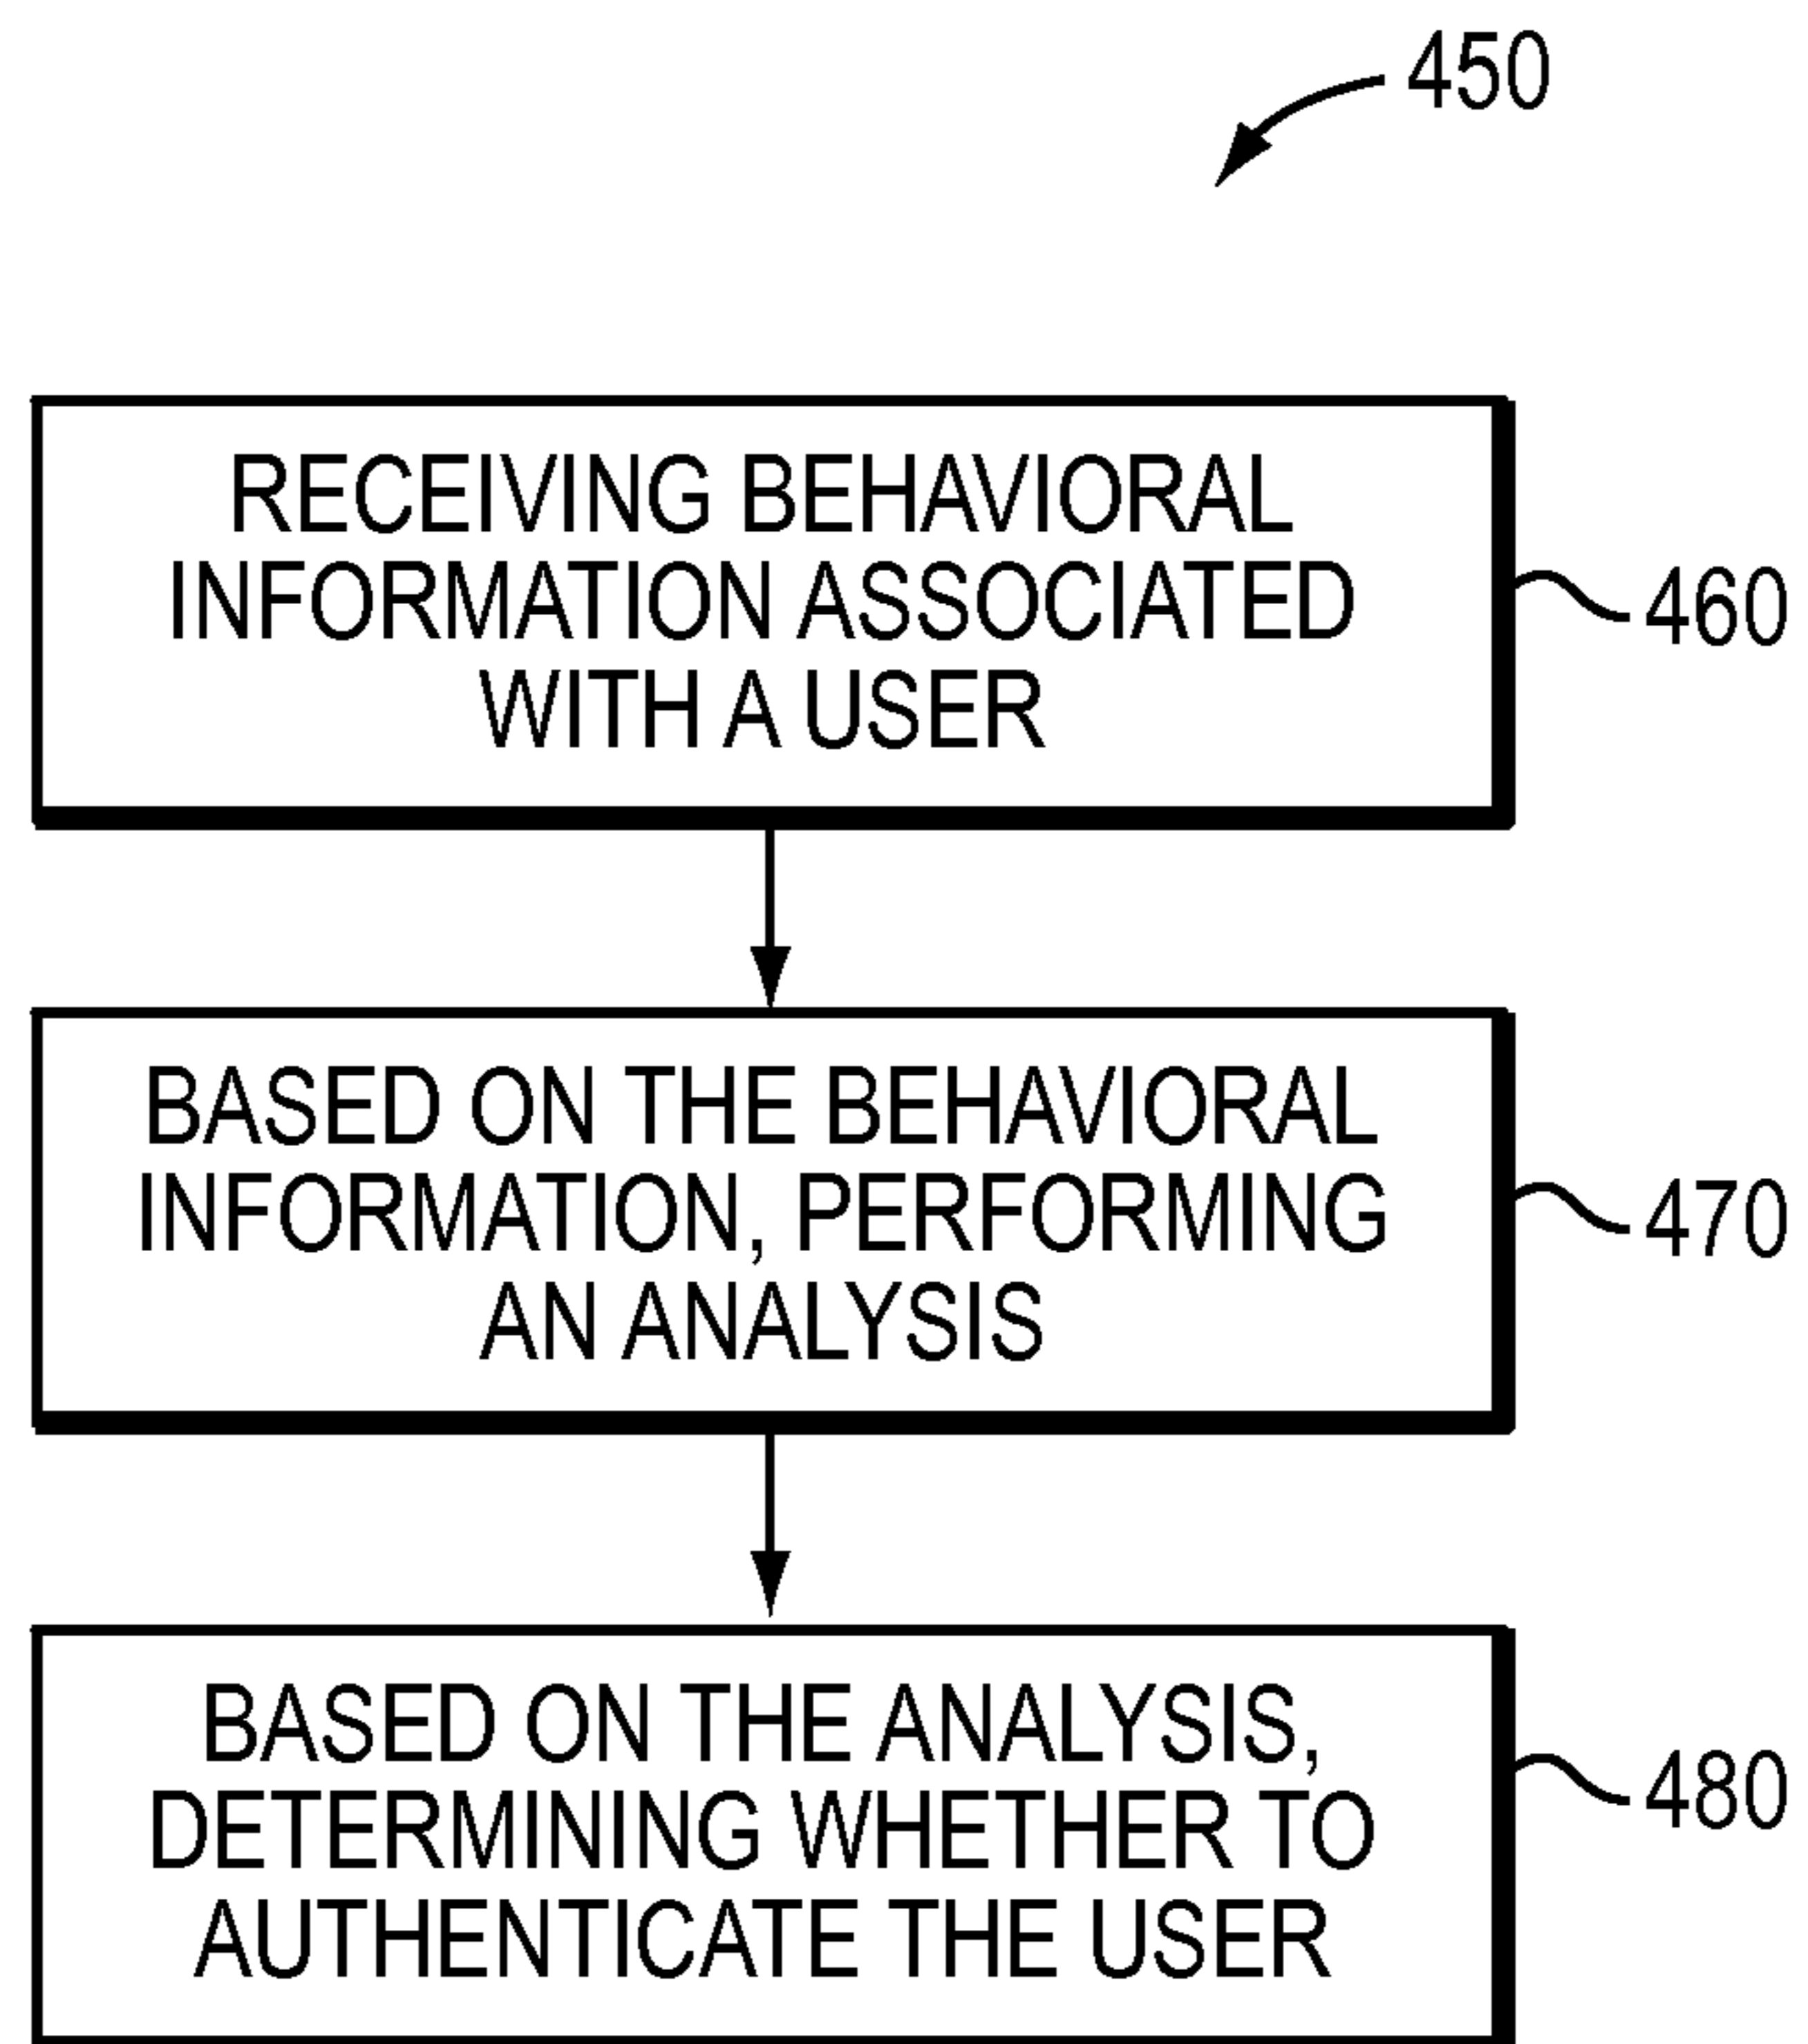 450
RECEIVING BEHAVIORAL
INFORMATION ASSOCIATED
WITH A USER
460
BASED ON THE BEHAVIORAL
INFORMATION, PERFORMING
AN ANALYSIS
470
BASED ON THE ANALYSIS,
DETERMINING WHETHER TO
AUTHENTICATE THE USER
480